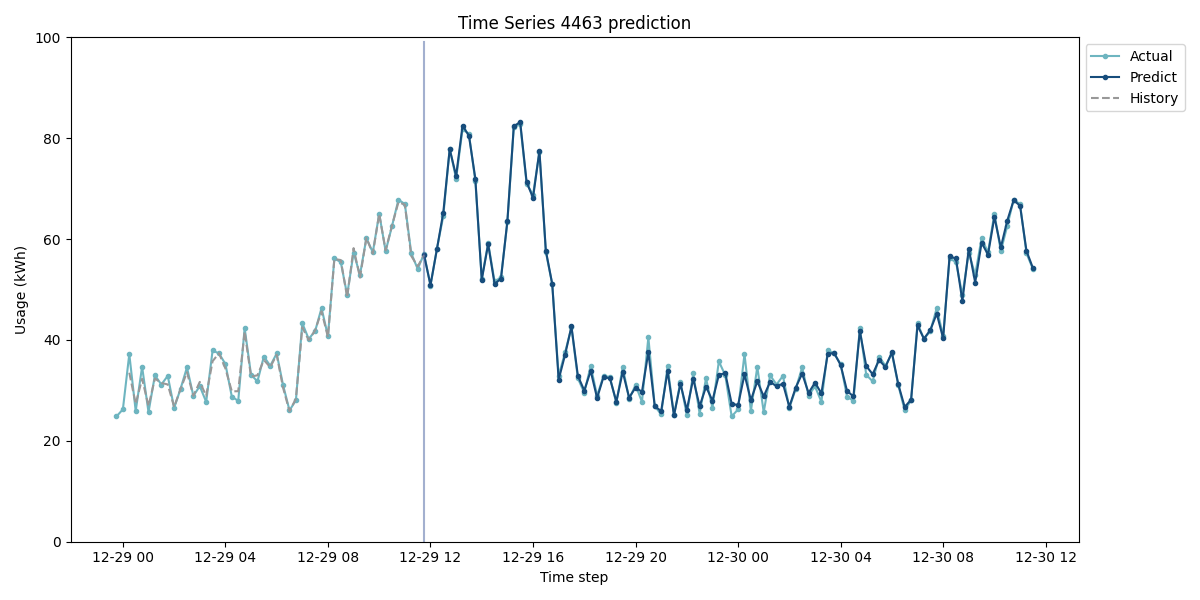 Time Series 4463 prediction
100
80
60
40
20
0
Usage (kWh)
12-29 00
12-29 04
12-29 08
12-29 12
12-29 16
12-29 20
12-30 00
12-30 04
12-30 08
12-30 12
Time step
Actual
Predict
History